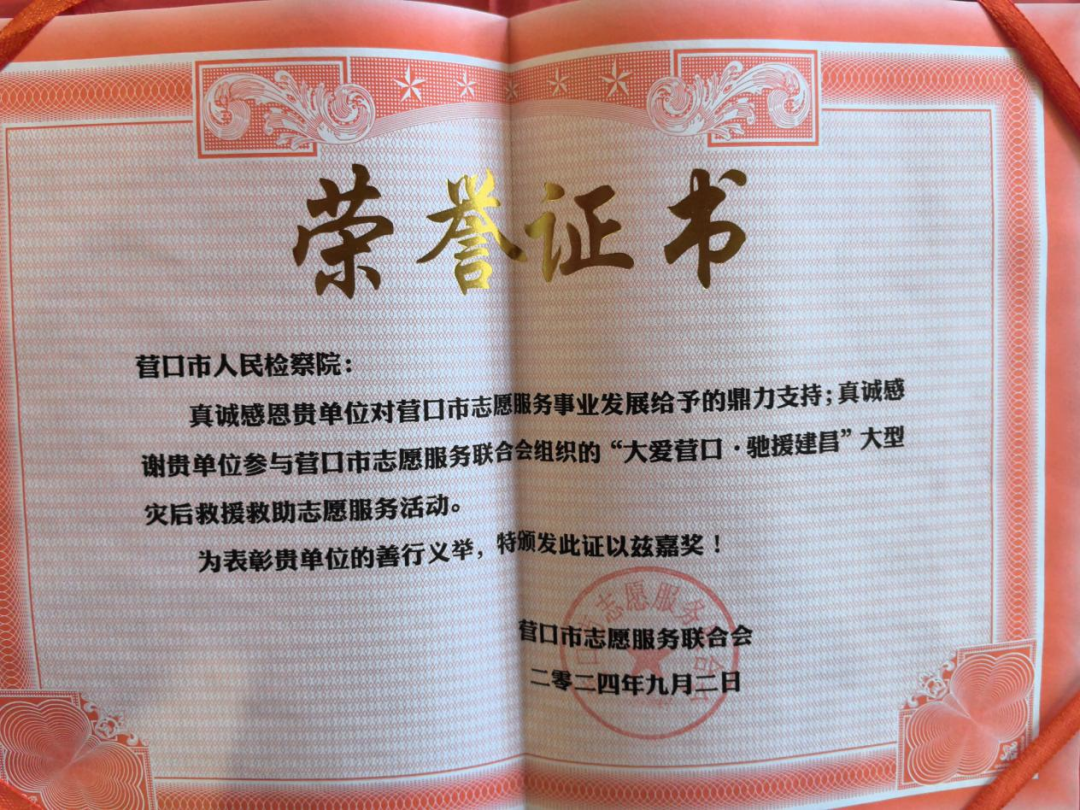 荣誉证书
营口市人民检察院：
真诚感恩贵单位对营口市志愿服务事业发展给予的鼎力支持；真诚感
谢贵单位参与营口市志愿服务联合会组织的“大爱营口·驰援建昌”大型
灾后救援救助志愿服务活动。
为表彰贵单位的善行义举，特颁发此证以兹嘉奖！
营口市志愿服务联合会
二零二四年九月二日